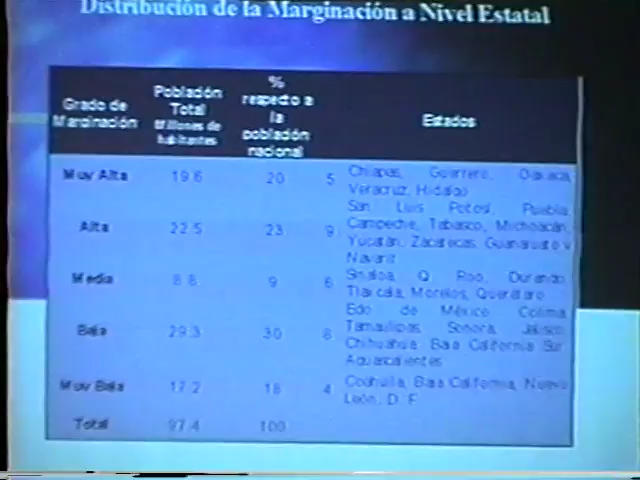 Distribución de la Marginación a Nivel Estatal
Grado de Marginación
Población Total Millones de habitantes
% respecto a la población nacional
Estados
Muy Alta 19.6 20 5 Chiapas, Guerrero, Oaxaca,
Veracruz, Hidalgo
Alta 22.5 23 9 San Luis Potosí, Puebla,
Campeche, Tabasco, Michoacán,
Yucatán, Zacatecas, Guanajuato y
Nayarit
Media 8.8 9 6 Sinaloa, Q. Roo, Durango,
Tlaxcala, Morelos, Querétaro
Baja 29.3 30 8 Edo de México, Colima,
Tamaulipas, Sonora, Jalisco,
Chihuahua, Baja California Sur,
Aguascalientes
Muy Baja 17.2 18 4 Coahuila, Baja California, Nuevo
León, D. F.
Total 97.4 100